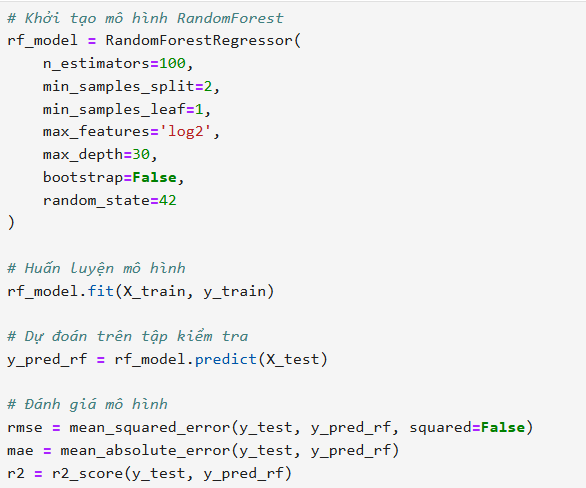 # Khởi tạo mô hình RandomForest
rf_model = RandomForestRegressor(
    n_estimators=100,
    min_samples_split=2,
    min_samples_leaf=1,
    max_features='log2',
    max_depth=30,
    bootstrap=False,
    random_state=42
)

# Huấn luyện mô hình
rf_model.fit(X_train, y_train)

# Dự đoán trên tập kiểm tra
y_pred_rf = rf_model.predict(X_test)

# Đánh giá mô hình
rmse = mean_squared_error(y_test, y_pred_rf, squared=False)
mae = mean_absolute_error(y_test, y_pred_rf)
r2 = r2_score(y_test, y_pred_rf)